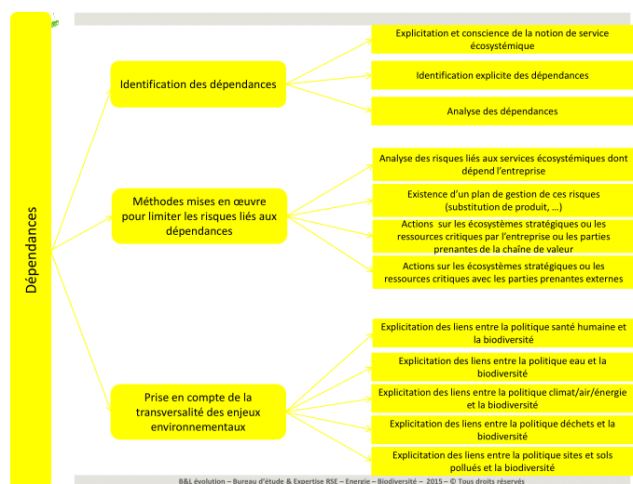 Dépendances
Identification des dépendances
Explicitation et conscience de la notion de service
écosystémique
Identification explicite des dépendances
Analyse des dépendances
Méthodes mises en œuvre
pour limiter les risques liés aux
dépendances
Analyse des risques liés aux services écosystémiques dont
dépend l'entreprise
Existence d'un plan de gestion de ces risques
(substitution de produit, ...)
Actions sur les écosystèmes stratégiques ou les
ressources critiques par l'entreprise ou les parties
prenantes de la chaîne de valeur
Actions sur les écosystèmes stratégiques ou les
ressources critiques avec les parties prenantes externes
Prise en compte de la
transversalité des enjeux
environnementaux
Explicitation des liens entre la politique santé humaine et
la biodiversité
Explicitation des liens entre la politique eau et la
biodiversité
Explicitation des liens entre la politique climat/air/énergie
et la biodiversité
Explicitation des liens entre la politique déchets et la
biodiversité
Explicitation des liens entre la politique sites et sols
pollués et la biodiversité
B&L évolution – Bureau d'étude & Expertise RSE – Energie – Biodiversité – 2015 – © Tous droits réservés